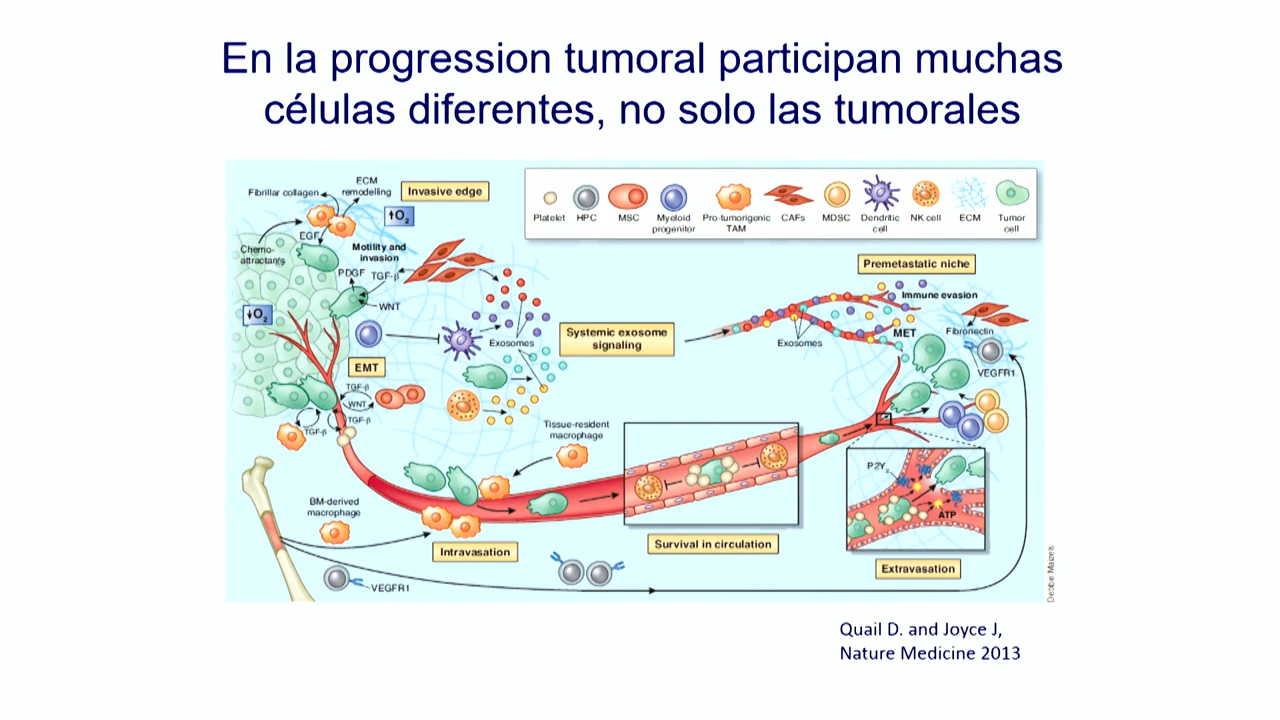 En la progression tumoral participan muchas
células diferentes, no solo las tumorales
Fibrillar collagen
ECM
remodelling
Invasive edge
↑O2
EGF
Chemo-
attractants
Motility and
invasion
PDGF
TGF-β
WNT
↓O2
EMT
TGF-β
WNT
TGF-β
TGF-β
Platelet
HPC
MSC
Myeloid
progenitor
Pro-tumorigenic
TAM
CAFs
MDSC
Dendritic
cell
NK cell
ECM
Tumor
cell
Exosomes
Systemic exosome
signaling
Premetastatic niche
Immune evasion
Exosomes
MET
Fibronectin
VEGFR1
Tissue-resident
macrophage
BM-derived
macrophage
Intravasation
VEGFR1
Survival in circulation
P2Y2
ATP
Extravasation
Debbie Maizels
Quail D. and Joyce J,
Nature Medicine 2013